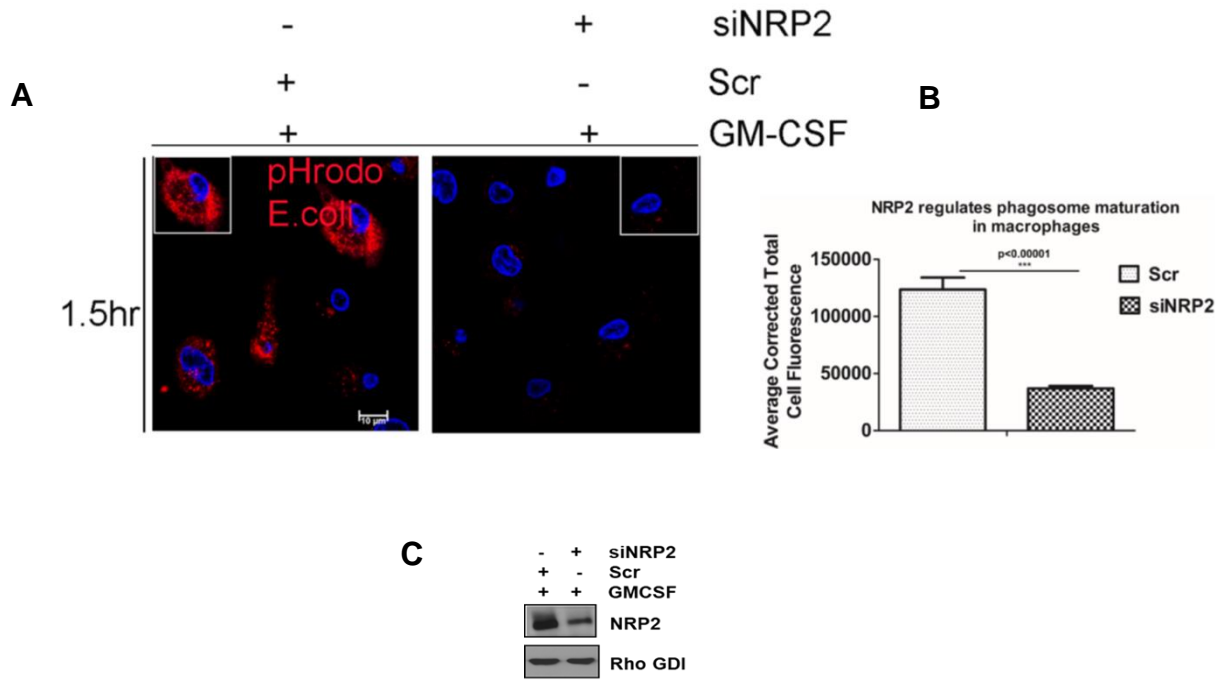 - + siNRP2
A + - Scr B
+ + GM-CSF
pHrodo
E.coli
1.5hr
10 µm
NRP2 regulates phagosome maturation
in macrophages
p<0.00001
***
150000
100000
50000
0
Average Corrected Total
Cell Fluorescence
Scr
siNRP2
C - + siNRP2
+ - Scr
+ + GMCSF
NRP2
Rho GDI